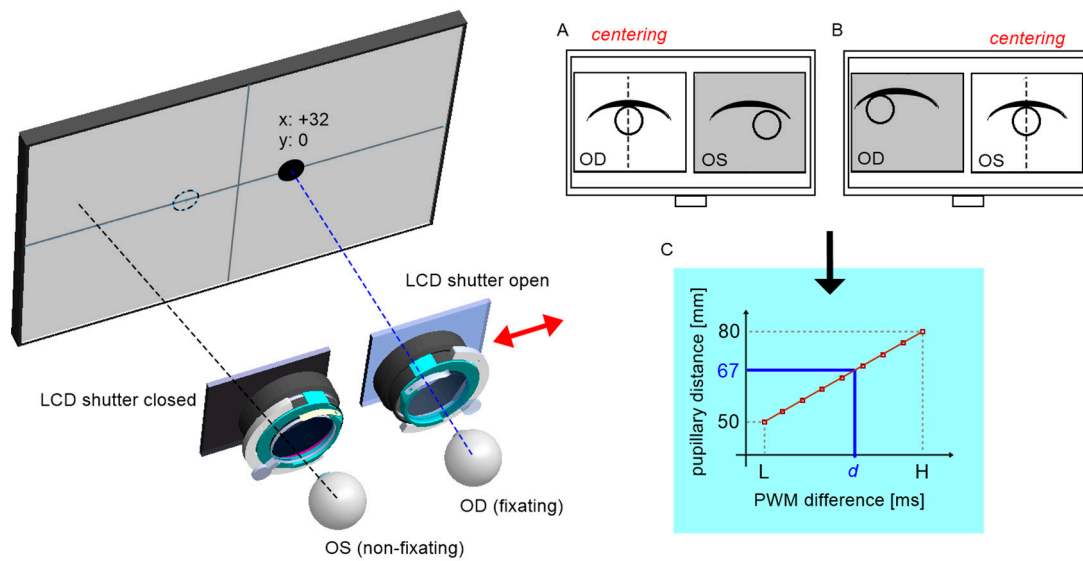 x: +32
y: 0
LCD shutter open
LCD shutter closed
OD (fixating)
OS (non-fixating)
A
centering
OD
OS
B
centering
OD
OS
C
pupillary distance [mm]
80
67
50
L
d
H
PWM difference [ms]